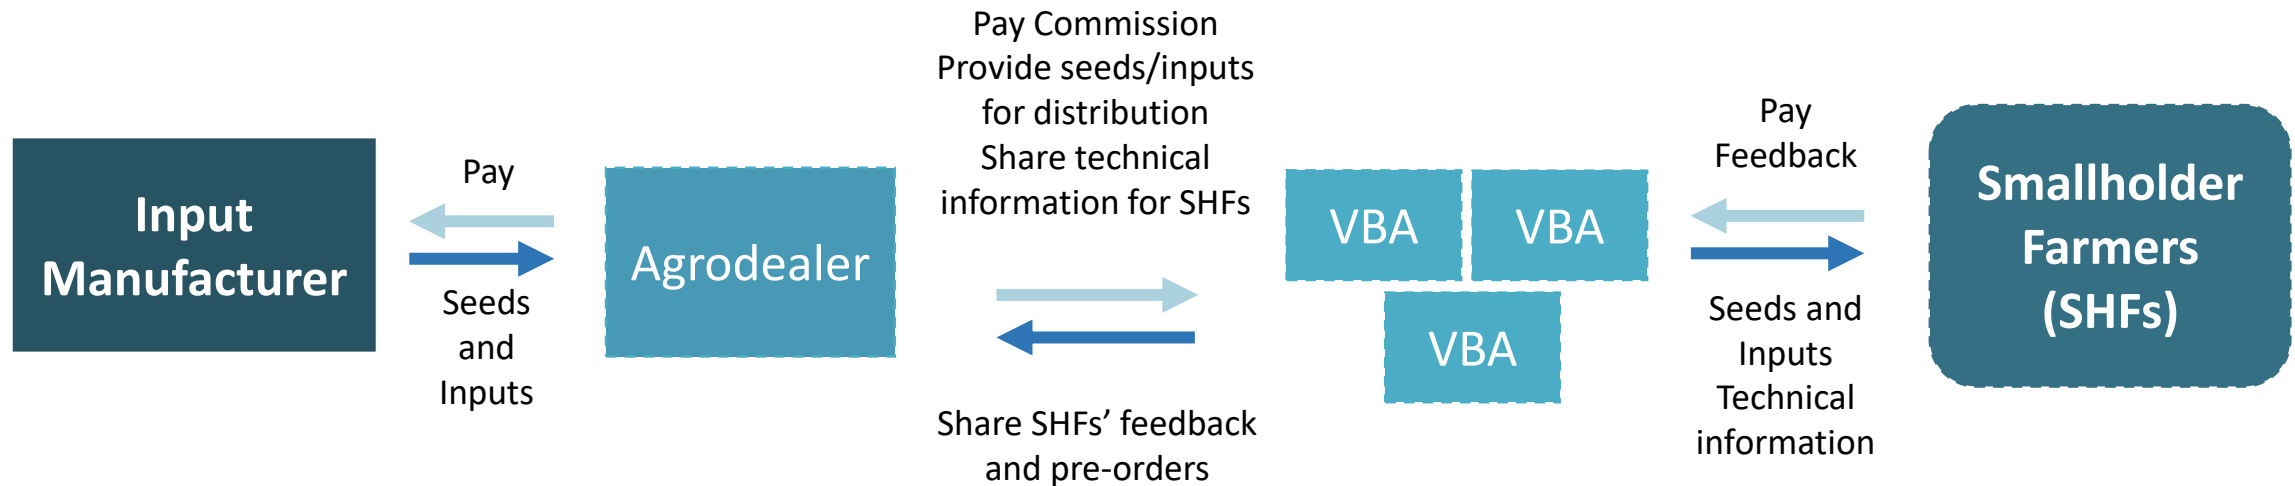 Input
Manufacturer
Pay
Seeds
and
Inputs
Agrodealer
Pay Commission
Provide seeds/inputs
for distribution
Share technical
information for SHFs
Share SHFs’ feedback
and pre-orders
VBA
VBA
VBA
Pay
Feedback
Seeds and
Inputs
Technical
information
Smallholder
Farmers
(SHFs)